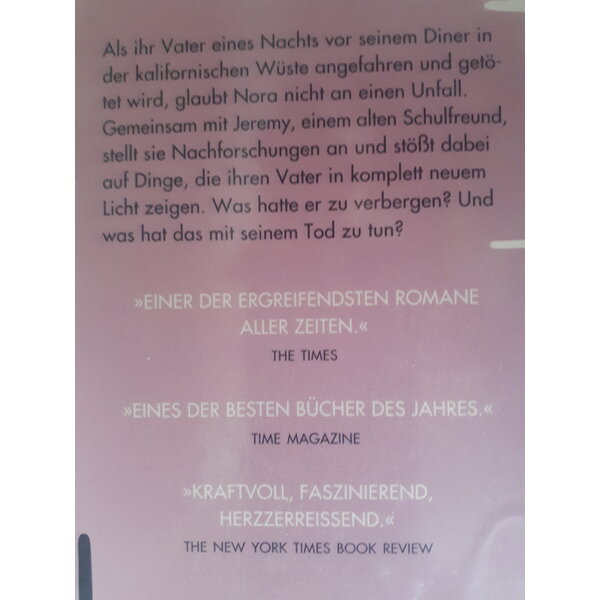 Als ihr Vater eines Nachts vor seinem Diner in
der kalifornischen Wüste angefahren und getö-
tet wird, glaubt Nora nicht an einen Unfall.
Gemeinsam mit Jeremy, einem alten Schulfreund,
stellt sie Nachforschungen an und stößt dabei
auf Dinge, die ihren Vater in komplett neuem
Licht zeigen. Was hatte er zu verbergen? Und
was hat das mit seinem Tod zu tun?
»EINER DER ERGREIFENDSTEN ROMANE
ALLER ZEITEN.«
THE TIMES
»EINES DER BESTEN BÜCHER DES JAHRES.«
TIME MAGAZINE
»KRAFTVOLL, FASZINIEREND,
HERZZERREISSEND.«
THE NEW YORK TIMES BOOK REVIEW